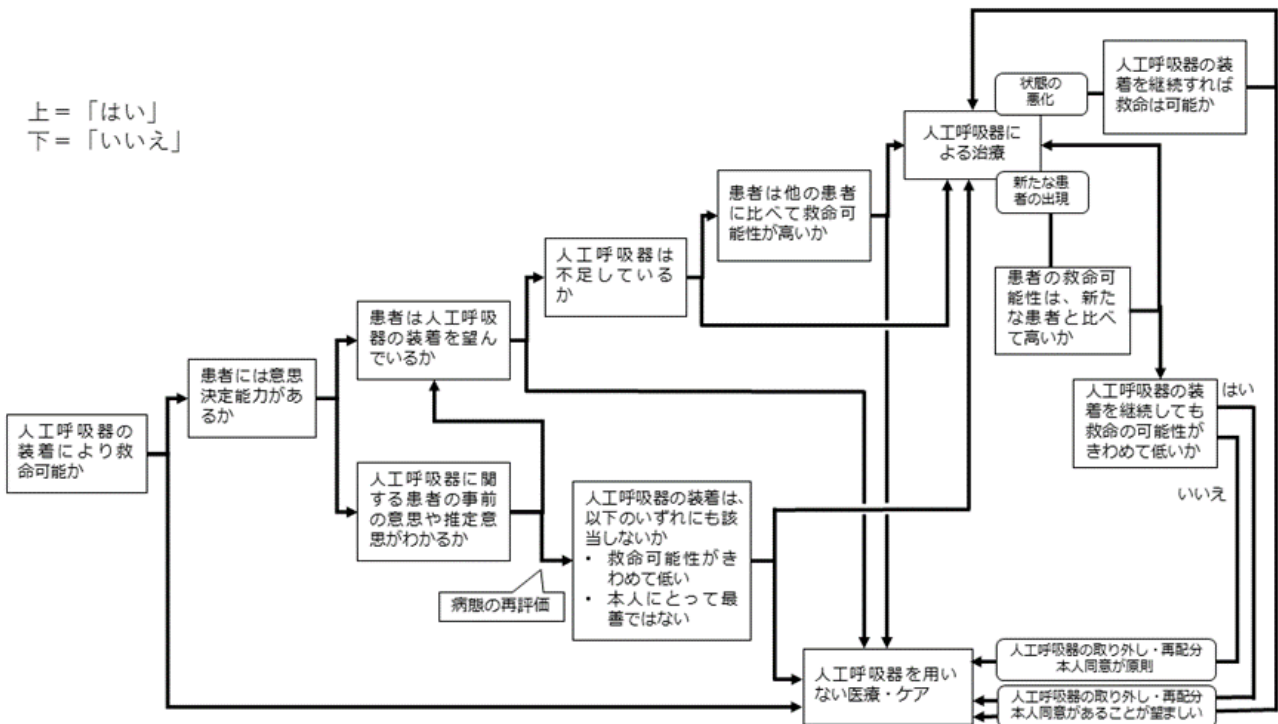 上＝「はい」
下＝「いいえ」
人工呼吸器の
装着により救
命可能か
患者には意思
決定能力があ
るか
患者は人工呼吸
器の装着を望ん
でいるか
人工呼吸器に関
する患者の事前
の意思や推定意
思がわかるか
病態の再評価
人工呼吸器は
不足している
か
人工呼吸器の装着は、
以下のいずれにも該
当しないか
• 救命可能性がき
わめて低い
• 本人にとって最
善ではない
患者は他の患者
に比べて救命可
能性が高いか
人工呼吸器に
よる治療
状態の
悪化
人工呼吸器の装
着を継続すれば
救命は可能か
新たな患
者の出現
患者の救命可
能性は、新た
な患者と比べ
て高いか
人工呼吸器の装
着を継続しても
救命の可能性が
きわめて低いか
はい
いいえ
人工呼吸器を用い
ない医療・ケア
人工呼吸器の取り外し・再配分
本人同意が原則
人工呼吸器の取り外し・再配分
本人同意があることが望ましい